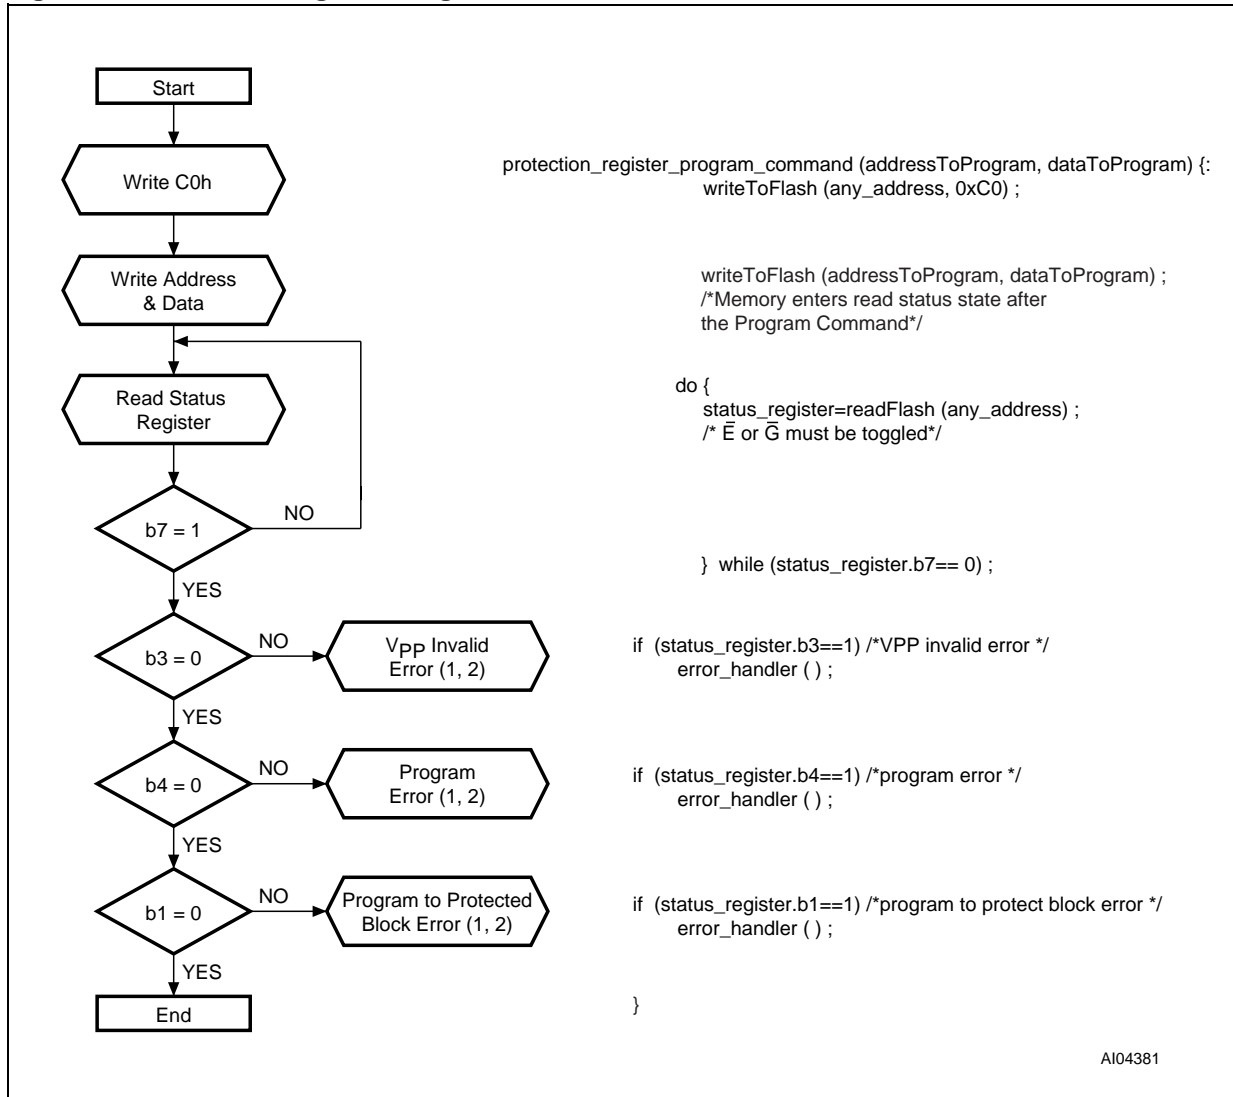 Start
Write C0h
protection_register_program_command (addressToProgram, dataToProgram) {:
writeToFlash (any_address, 0xC0) ;
Write Address
& Data
writeToFlash (addressToProgram, dataToProgram) ;
/*Memory enters read status state after
the Program Command*/
Read Status
Register
do {
status_register=readFlash (any_address) ;
/* E̅ or G̅ must be toggled*/
b7 = 1
NO
} while (status_register.b7== 0) ;
YES
b3 = 0
NO
VPP Invalid
Error (1, 2)
if (status_register.b3==1) /*VPP invalid error */
error_handler ( ) ;
YES
b4 = 0
NO
Program
Error (1, 2)
if (status_register.b4==1) /*program error */
error_handler ( ) ;
YES
b1 = 0
NO
Program to Protected
Block Error (1, 2)
if (status_register.b1==1) /*program to protect block error */
error_handler ( ) ;
YES
End
}
AI04381